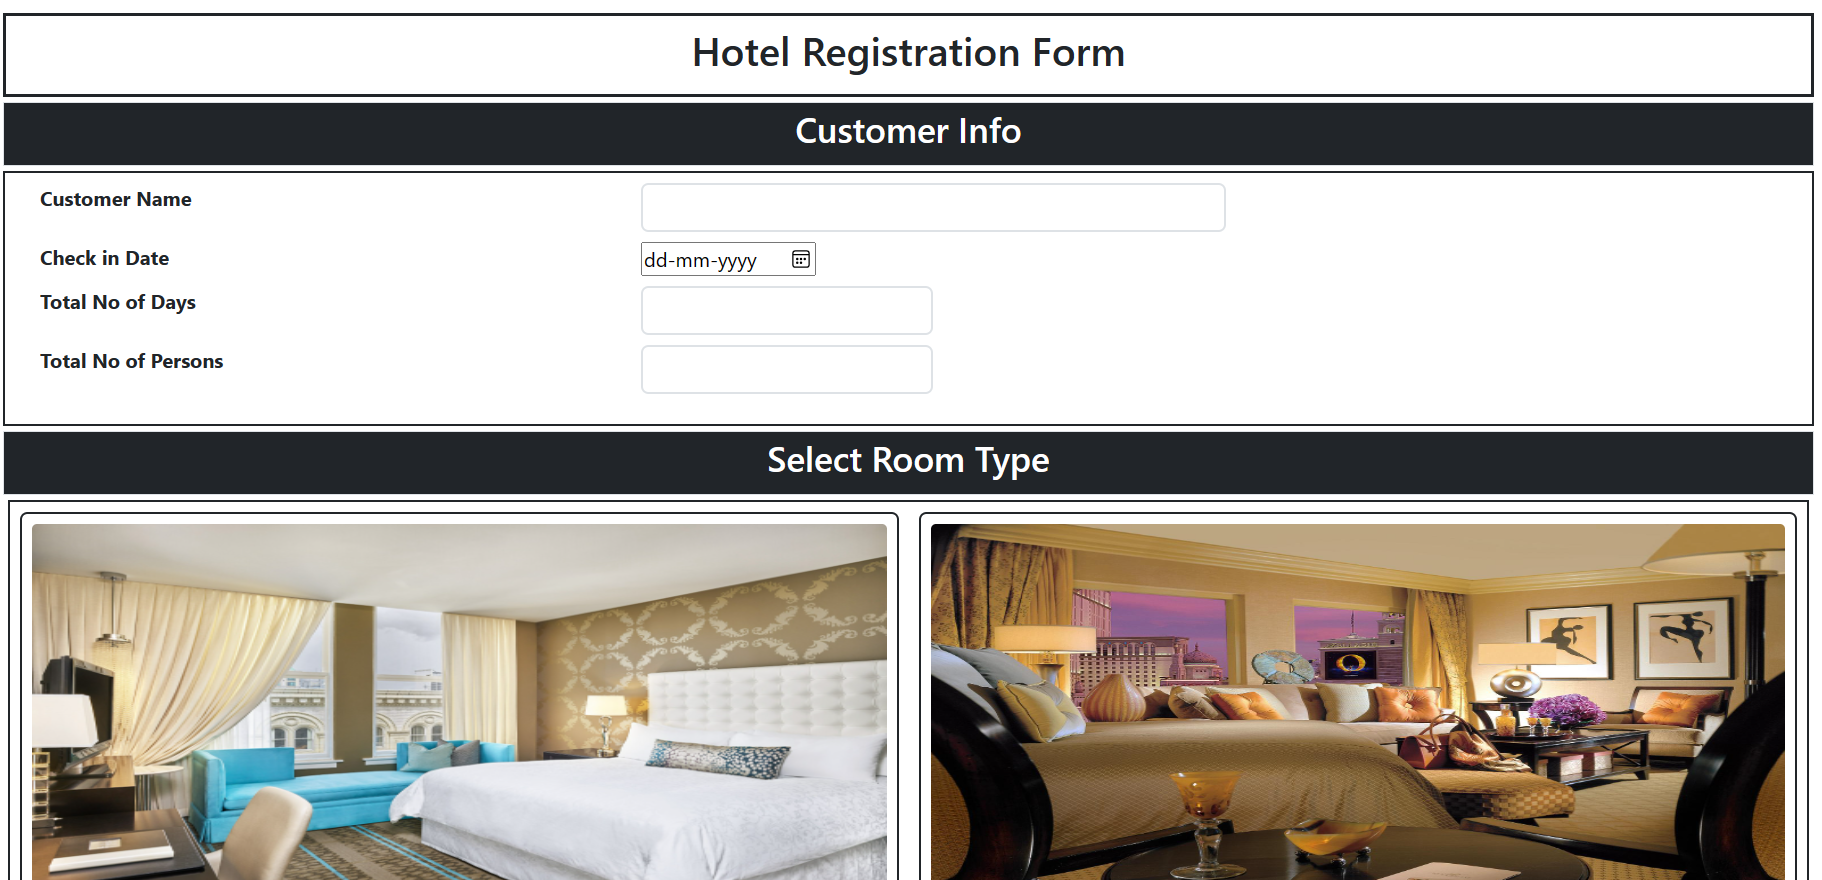 Hotel Registration Form
Customer Info
Customer Name
Check in Date
dd-mm-yyyy
Total No of Days
Total No of Persons
Select Room Type